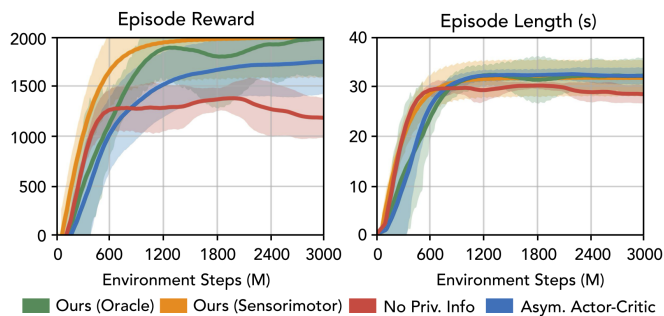 Episode Reward
2000
1500
1000
500
0
0 600 1200 1800 2400 3000
Environment Steps (M)
Episode Length (s)
40
30
20
10
0
0 600 1200 1800 2400 3000
Environment Steps (M)
Ours (Oracle) Ours (Sensorimotor) No Priv. Info Asym. Actor-Critic